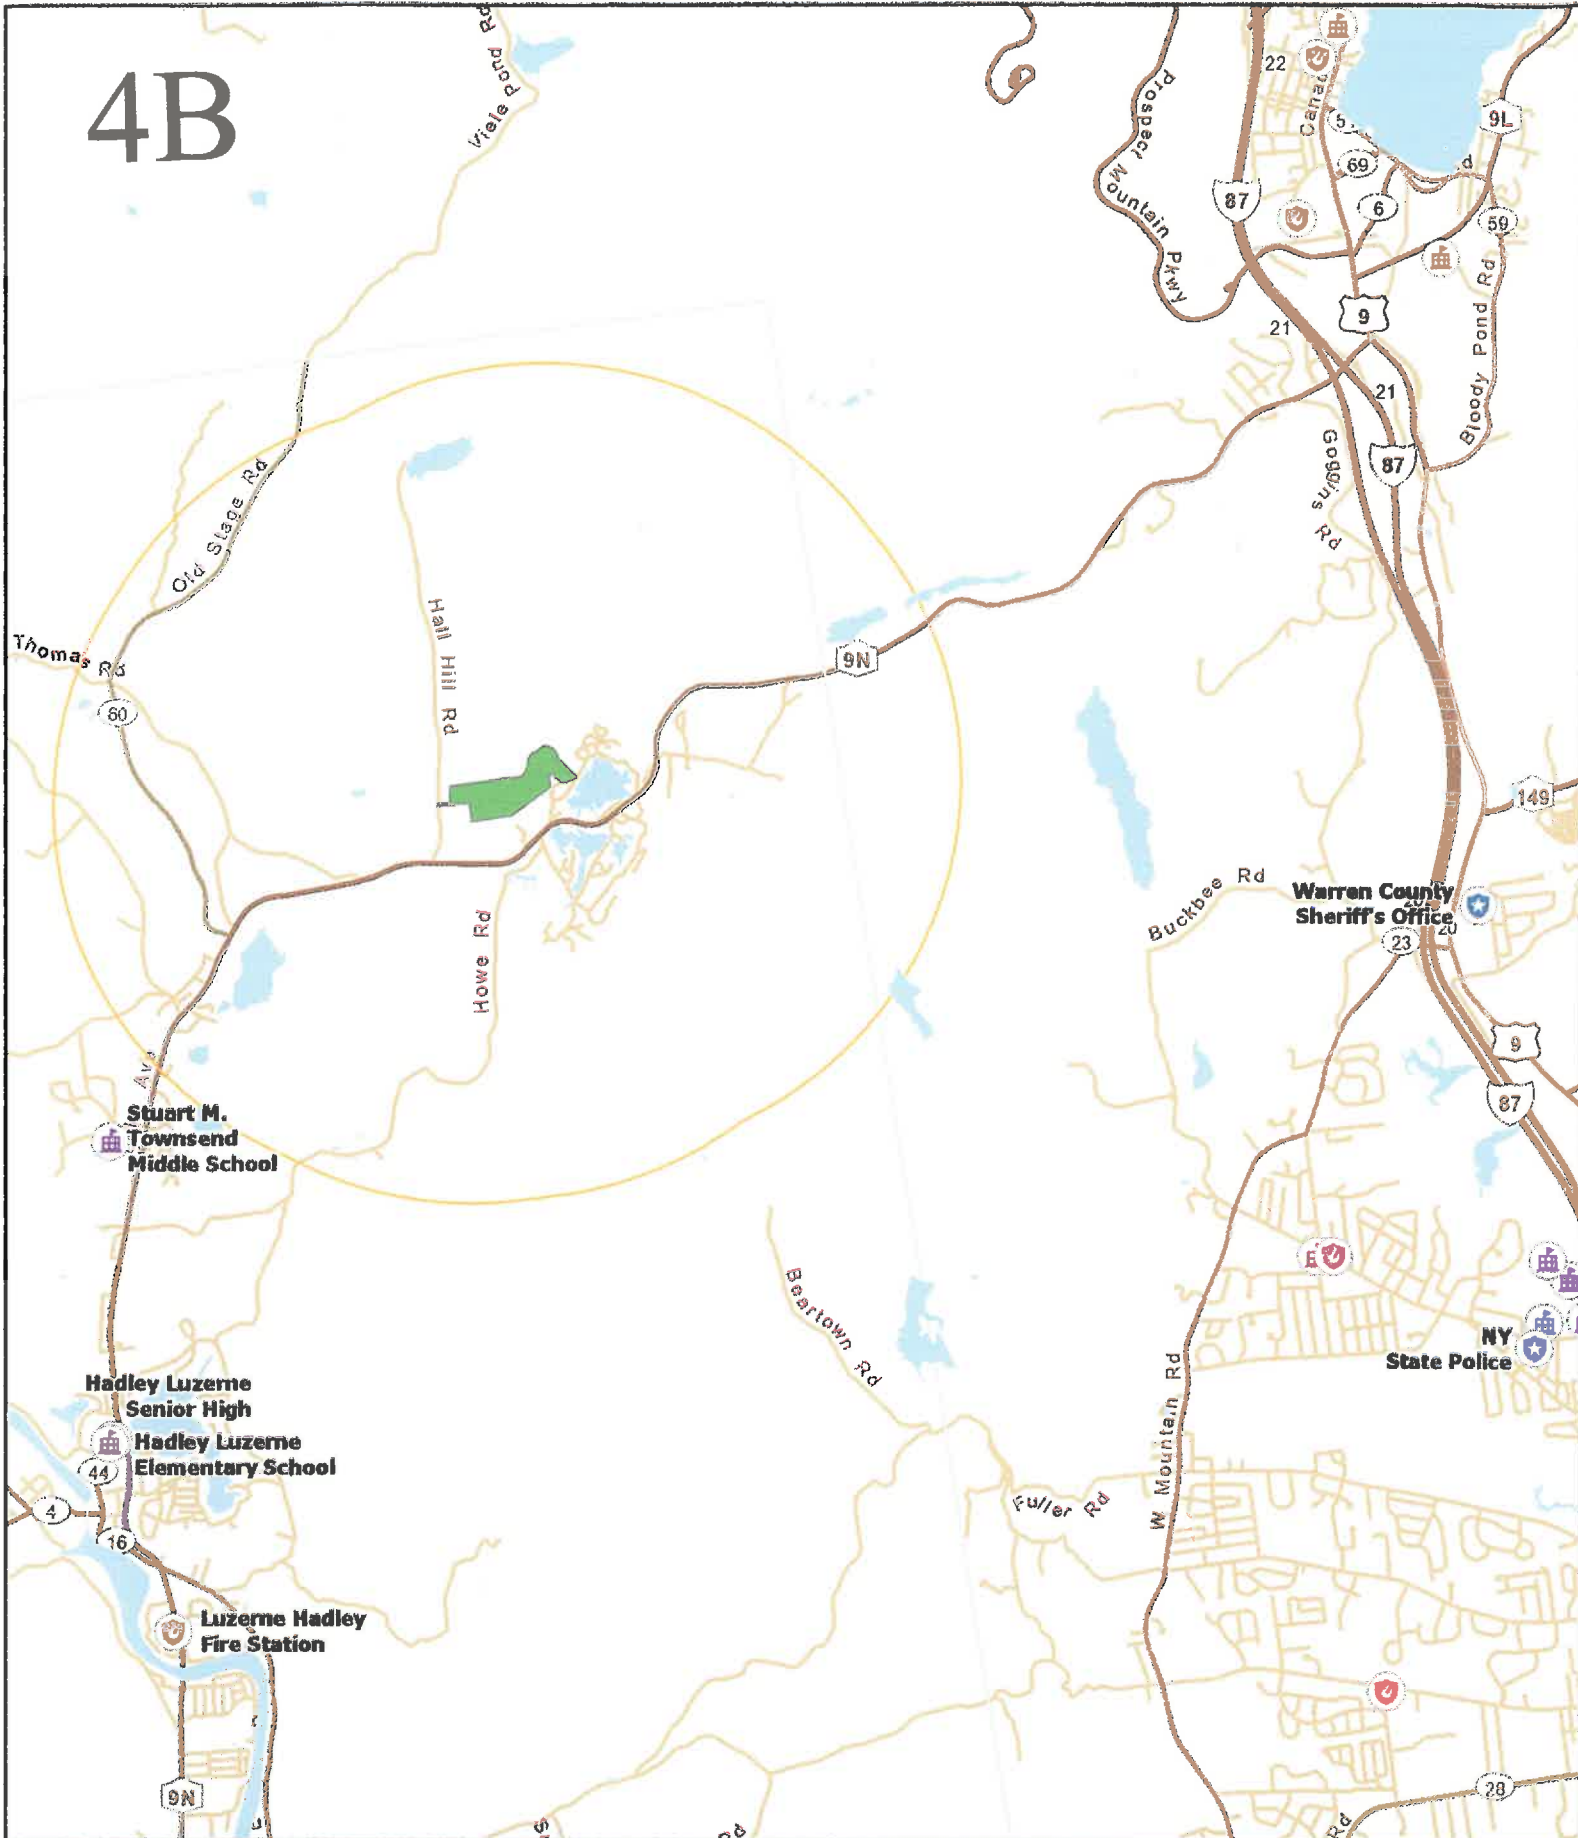 4B
Viele Pond Rd
Prospect Mountain Pkwy
22
Canad
5
9L
69
d
6
59
87
9
21
21
Bloody Pond Rd
87
Goggins Rd
Old Stage Rd
Thomas Rd
60
Hall Hill Rd
9N
149
Buckbee Rd
Warren County
Sheriff's Office
20
23
Howe Rd
9
87
Ave
Stuart M.
Townsend
Middle School
Beartown Rd
E
NY
State Police
W Mountain Rd
Hadley Luzerne
Senior High
Hadley Luzerne
Elementary School
44
4
16
Fuller Rd
Luzerne Hadley
Fire Station
9N
28
Rd
Rd